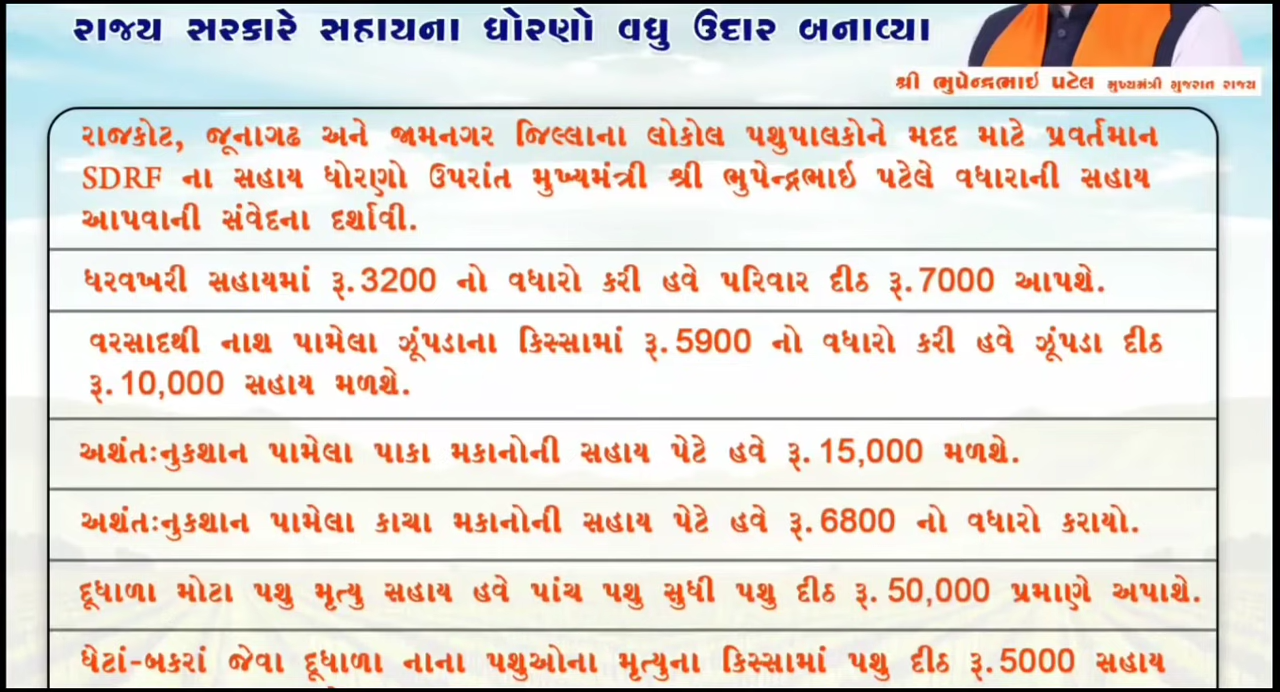 રાજ્ય સરકારે સહાયના ધોરણો વધુ ઉદાર બનાવ્યા
શ્રી ભુપેન્દ્રભાઇ પટેલ મુખ્યમંત્રી ગુજરાત રાજ્ય
રાજકોટ, જૂનાગઢ અને જામનગર જિલ્લાના લોકોલ પશુપાલકોને મદદ માટે પ્રવર્તમાન
SDRF ના સહાય ધોરણો ઉપરાંત મુખ્યમંત્રી શ્રી ભુપેન્દ્રભાઇ પટેલે વધારાની સહાય
આપવાની સંવેદના દર્શાવી.
ઘરવખરી સહાયમાં રૂ.3200 નો વધારો કરી હવે પરિવાર દીઠ રૂ.7000 આપશે.
વરસાદથી નાશ પામેલા ઝૂંપડાના કિસ્સામાં રૂ.5900 નો વધારો કરી હવે ઝૂંપડા દીઠ
રૂ.10,000 સહાય મળશે.
અશંતઃનુકશાન પામેલા પાકા મકાનોની સહાય પેટે હવે રૂ.15,000 મળશે.
અશંતઃનુકશાન પામેલા કાચા મકાનોની સહાય પેટે હવે રૂ.6800 નો વધારો કરાયો.
દૂધાળા મોટા પશુ મૃત્યુ સહાય હવે પાંચ પશુ સુધી પશુ દીઠ રૂ. 50,000 પ્રમાણે અપાશે.
ઘેટાં-બકરાં જેવા દૂધાળા નાના પશુઓના મૃત્યુના કિસ્સામાં પશુ દીઠ રૂ.5000 સહાય